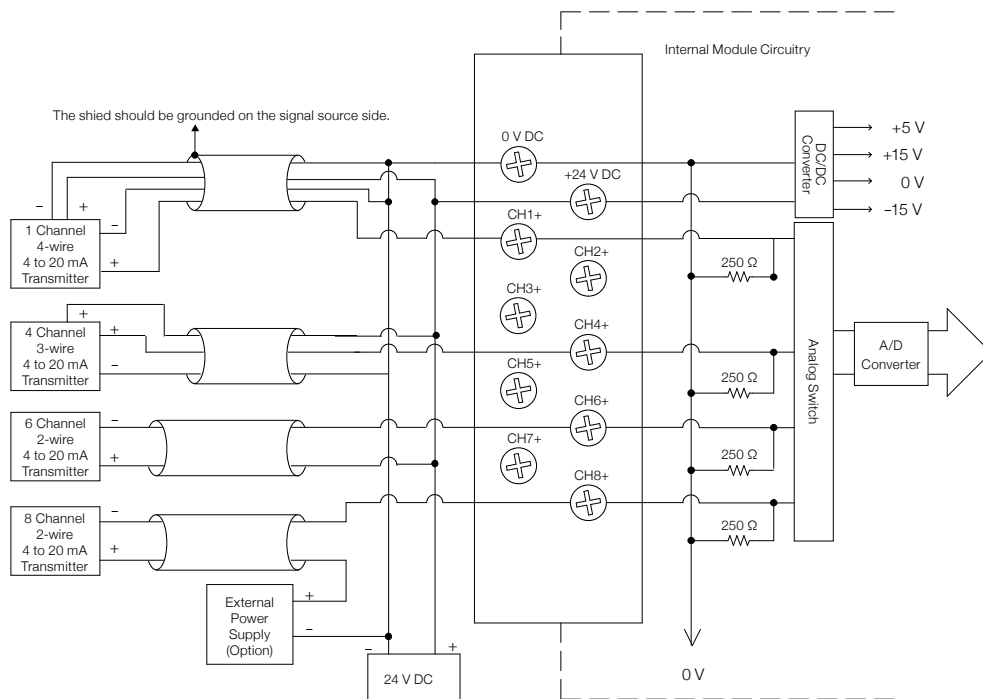 Internal Module Circuitry
The shied should be grounded on the signal source side.
0 V DC
+24 V DC
DC/DC
Converter
+5 V
+15 V
0 V
−15 V
− +
1 Channel
4-wire
4 to 20 mA
Transmitter
−
+
CH1+
CH2+
250 Ω
CH3+
+
4 Channel
3-wire
4 to 20 mA
Transmitter
+
−
CH4+
250 Ω
Analog Switch
A/D
Converter
CH5+
6 Channel
2-wire
4 to 20 mA
Transmitter
−
+
CH6+
250 Ω
CH7+
8 Channel
2-wire
4 to 20 mA
Transmitter
−
+
CH8+
250 Ω
External
Power
Supply
(Option)
+
−
− +
24 V DC
0 V